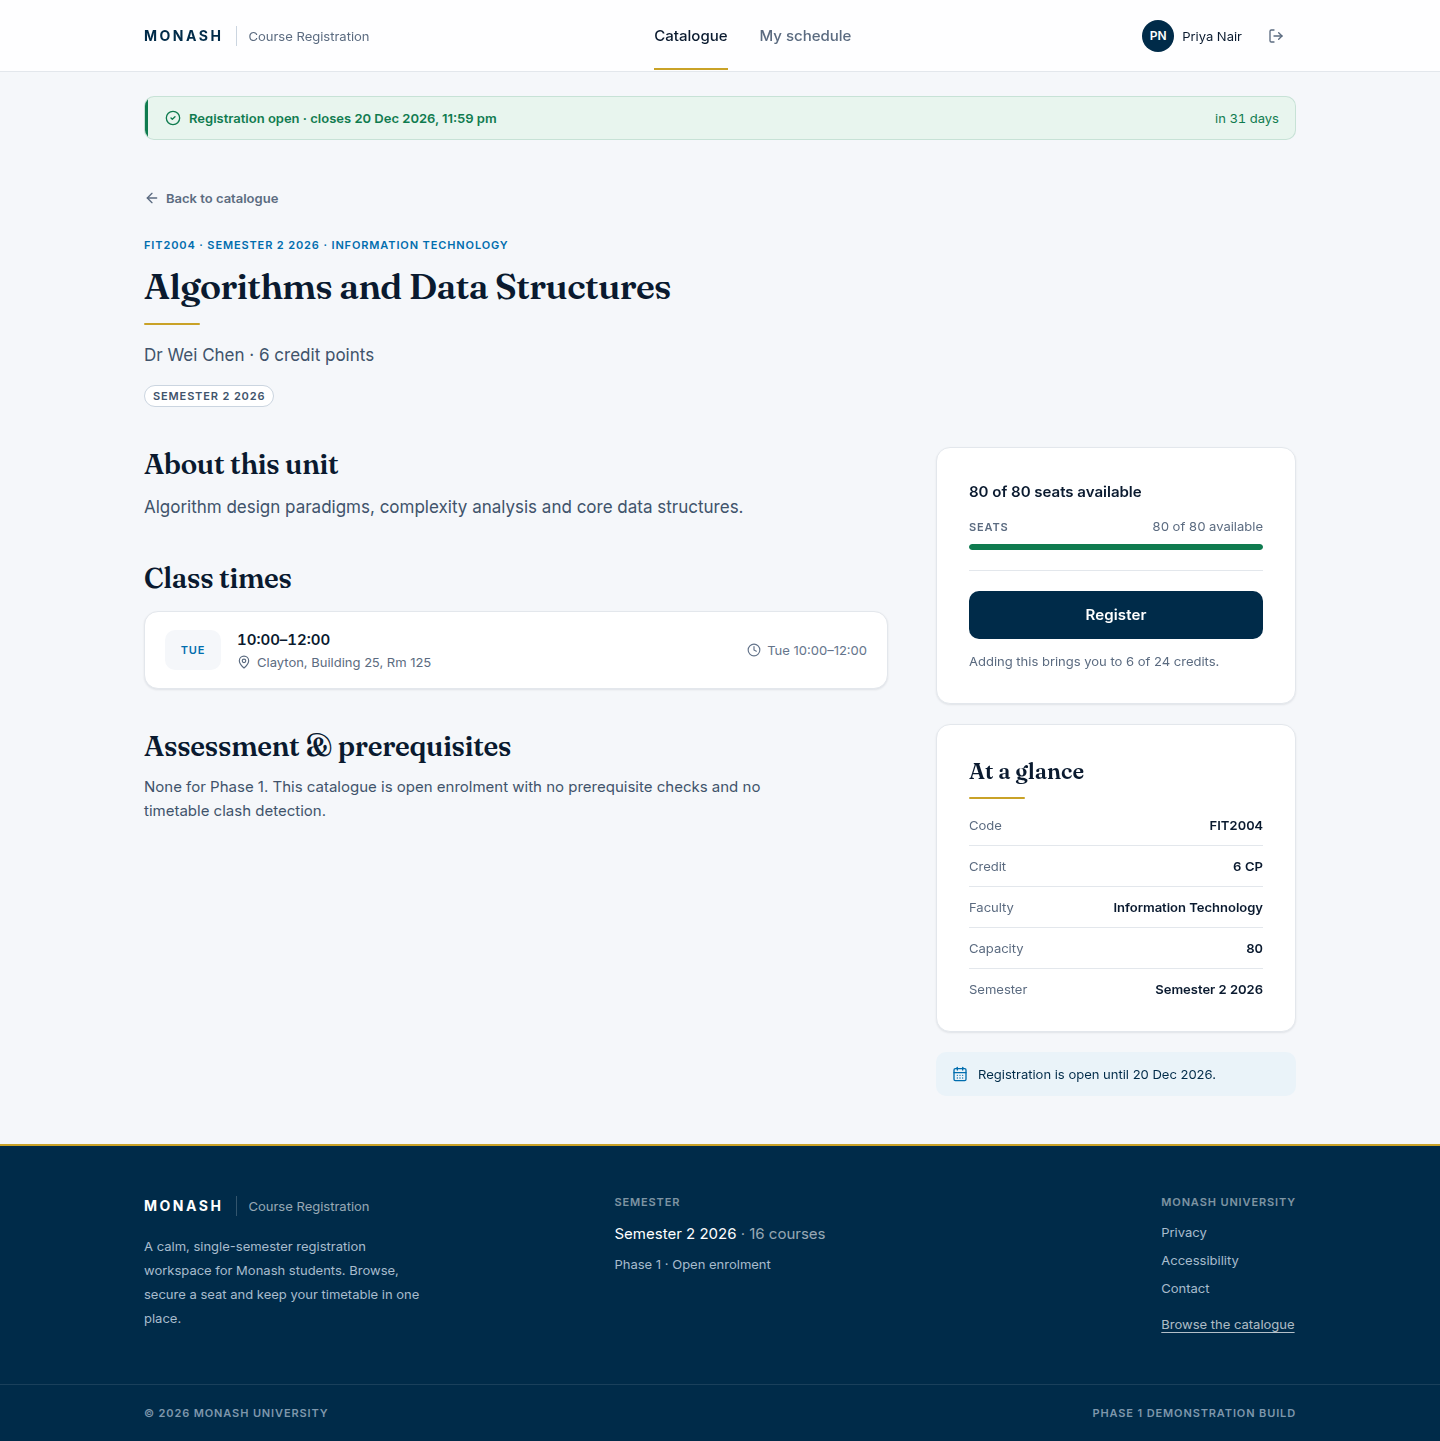 MONASH
Course Registration
Catalogue
My schedule
PN
Priya Nair
Registration open · closes 20 Dec 2026, 11:59 pm
in 31 days
Back to catalogue
FIT2004 · SEMESTER 2 2026 · INFORMATION TECHNOLOGY
Algorithms and Data Structures
Dr Wei Chen · 6 credit points
SEMESTER 2 2026
About this unit
Algorithm design paradigms, complexity analysis and core data structures.
Class times
TUE
10:00–12:00
Clayton, Building 25, Rm 125
Tue 10:00–12:00
Assessment & prerequisites
None for Phase 1. This catalogue is open enrolment with no prerequisite checks and no
timetable clash detection.
80 of 80 seats available
SEATS
80 of 80 available
Register
Adding this brings you to 6 of 24 credits.
At a glance
Code
FIT2004
Credit
6 CP
Faculty
Information Technology
Capacity
80
Semester
Semester 2 2026
Registration is open until 20 Dec 2026.
MONASH
Course Registration
A calm, single-semester registration
workspace for Monash students. Browse,
secure a seat and keep your timetable in one
place.
SEMESTER
Semester 2 2026 · 16 courses
Phase 1 · Open enrolment
MONASH UNIVERSITY
Privacy
Accessibility
Contact
Browse the catalogue
© 2026 MONASH UNIVERSITY
PHASE 1 DEMONSTRATION BUILD